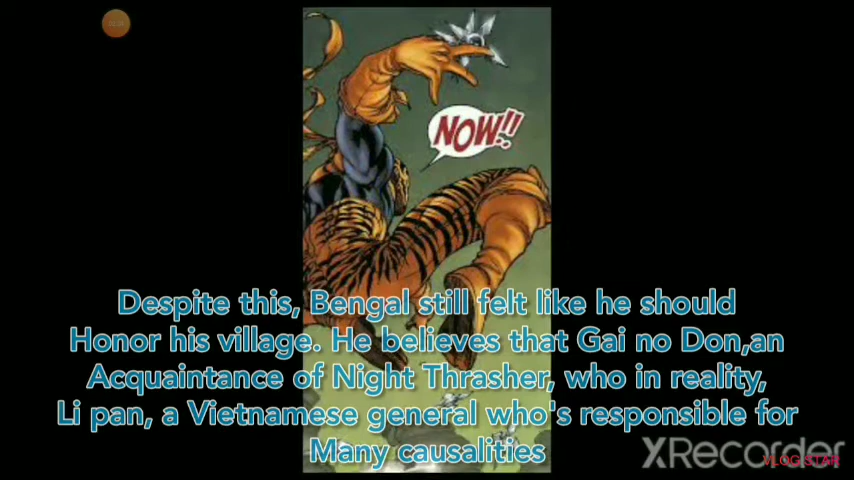 NOW!!
Despite this, Bengal still felt like he should
Honor his village. He believes that Gai no Don,an
Acquaintance of Night Thrasher, who in reality,
Li pan, a Vietnamese general who's responsible for
Many causalities
XRecorder
VLOG STAR